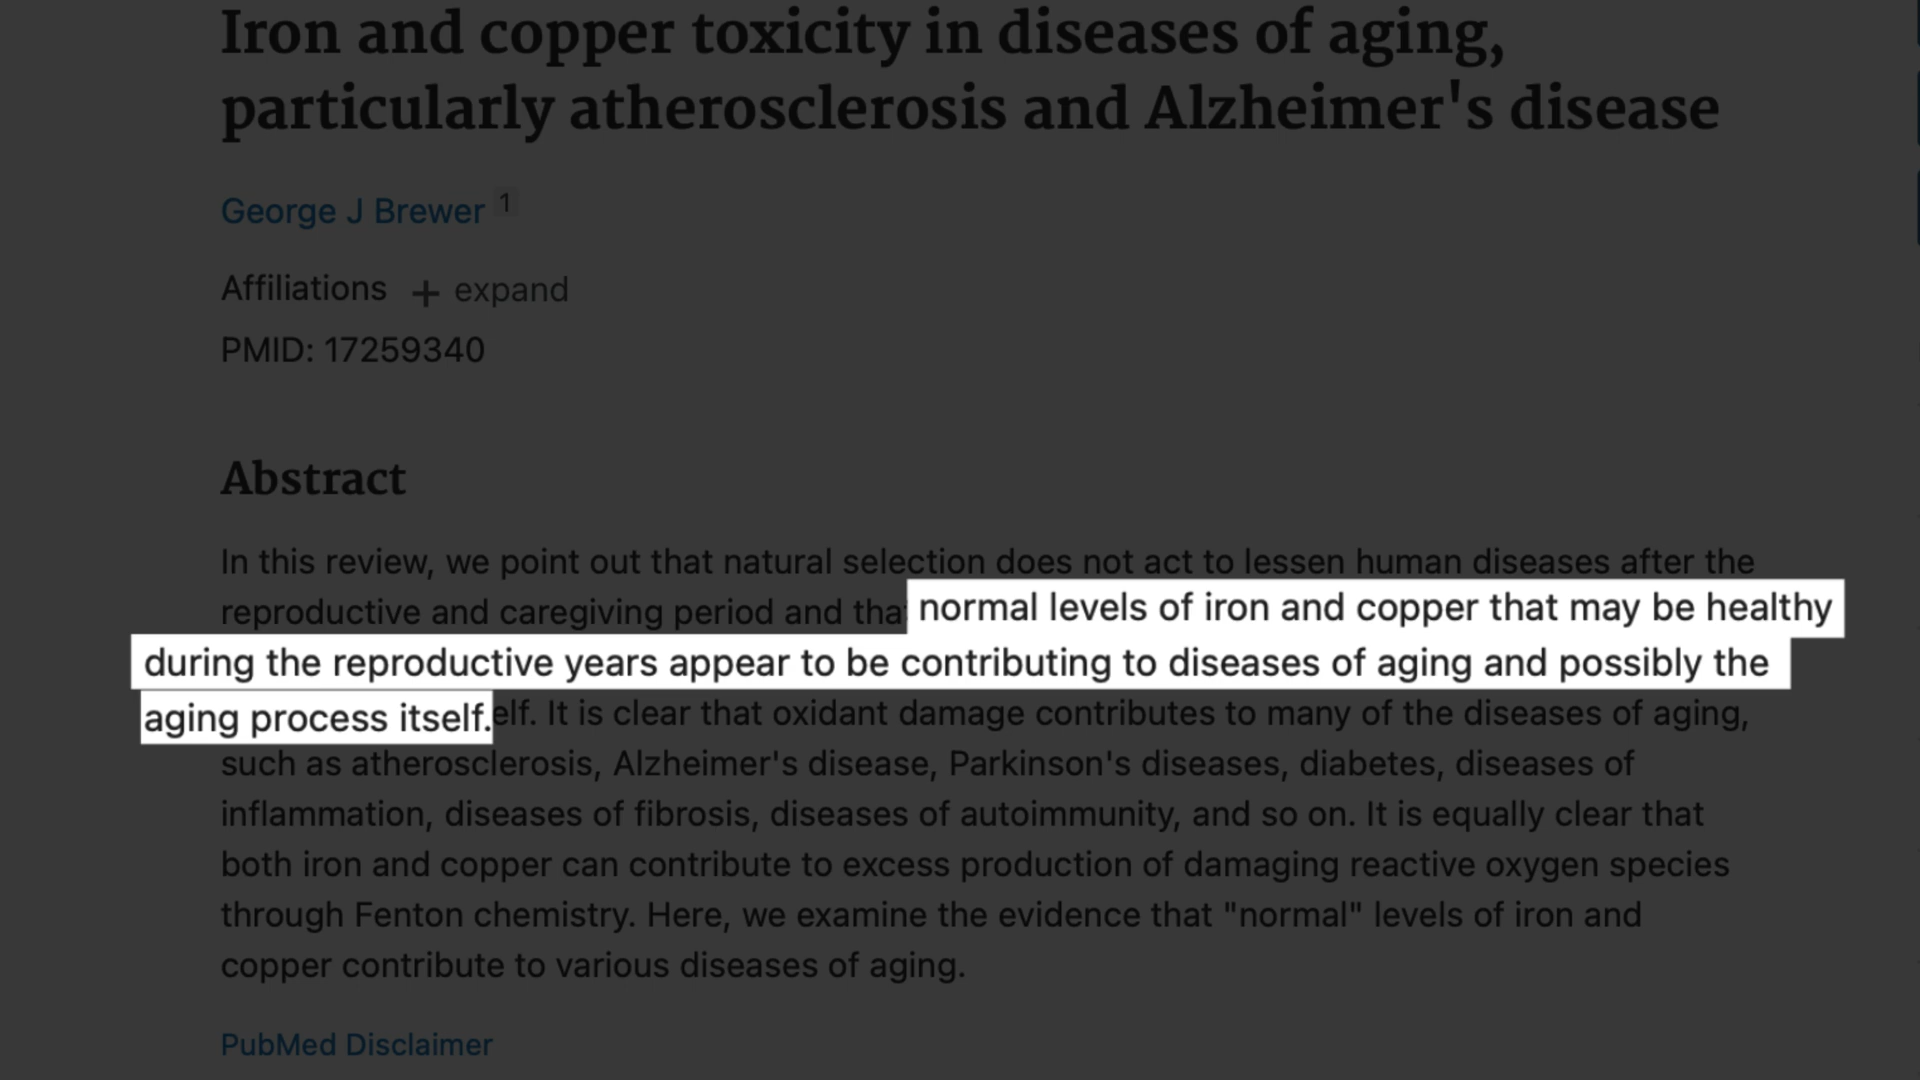 Iron and copper toxicity in diseases of aging,
particularly atherosclerosis and Alzheimer's disease
George J Brewer 1
Affiliations + expand
PMID: 17259340
Abstract
In this review, we point out that natural selection does not act to lessen human diseases after the
reproductive and caregiving period and tha normal levels of iron and copper that may be healthy
during the reproductive years appear to be contributing to diseases of aging and possibly the
aging process itself.elf. It is clear that oxidant damage contributes to many of the diseases of aging,
such as atherosclerosis, Alzheimer's disease, Parkinson's diseases, diabetes, diseases of
inflammation, diseases of fibrosis, diseases of autoimmunity, and so on. It is equally clear that
both iron and copper can contribute to excess production of damaging reactive oxygen species
through Fenton chemistry. Here, we examine the evidence that "normal" levels of iron and
copper contribute to various diseases of aging.
PubMed Disclaimer